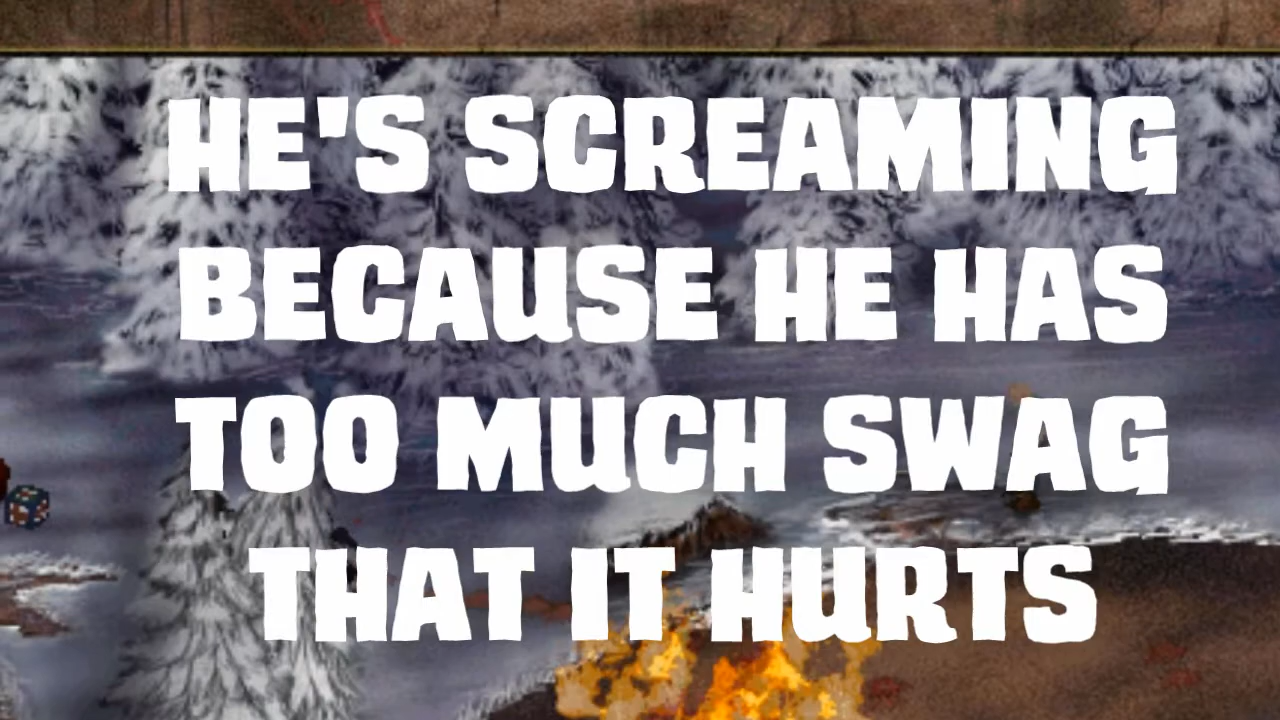 HE'S SCREAMING
BECAUSE HE HAS
TOO MUCH SWAG
THAT IT HURTS